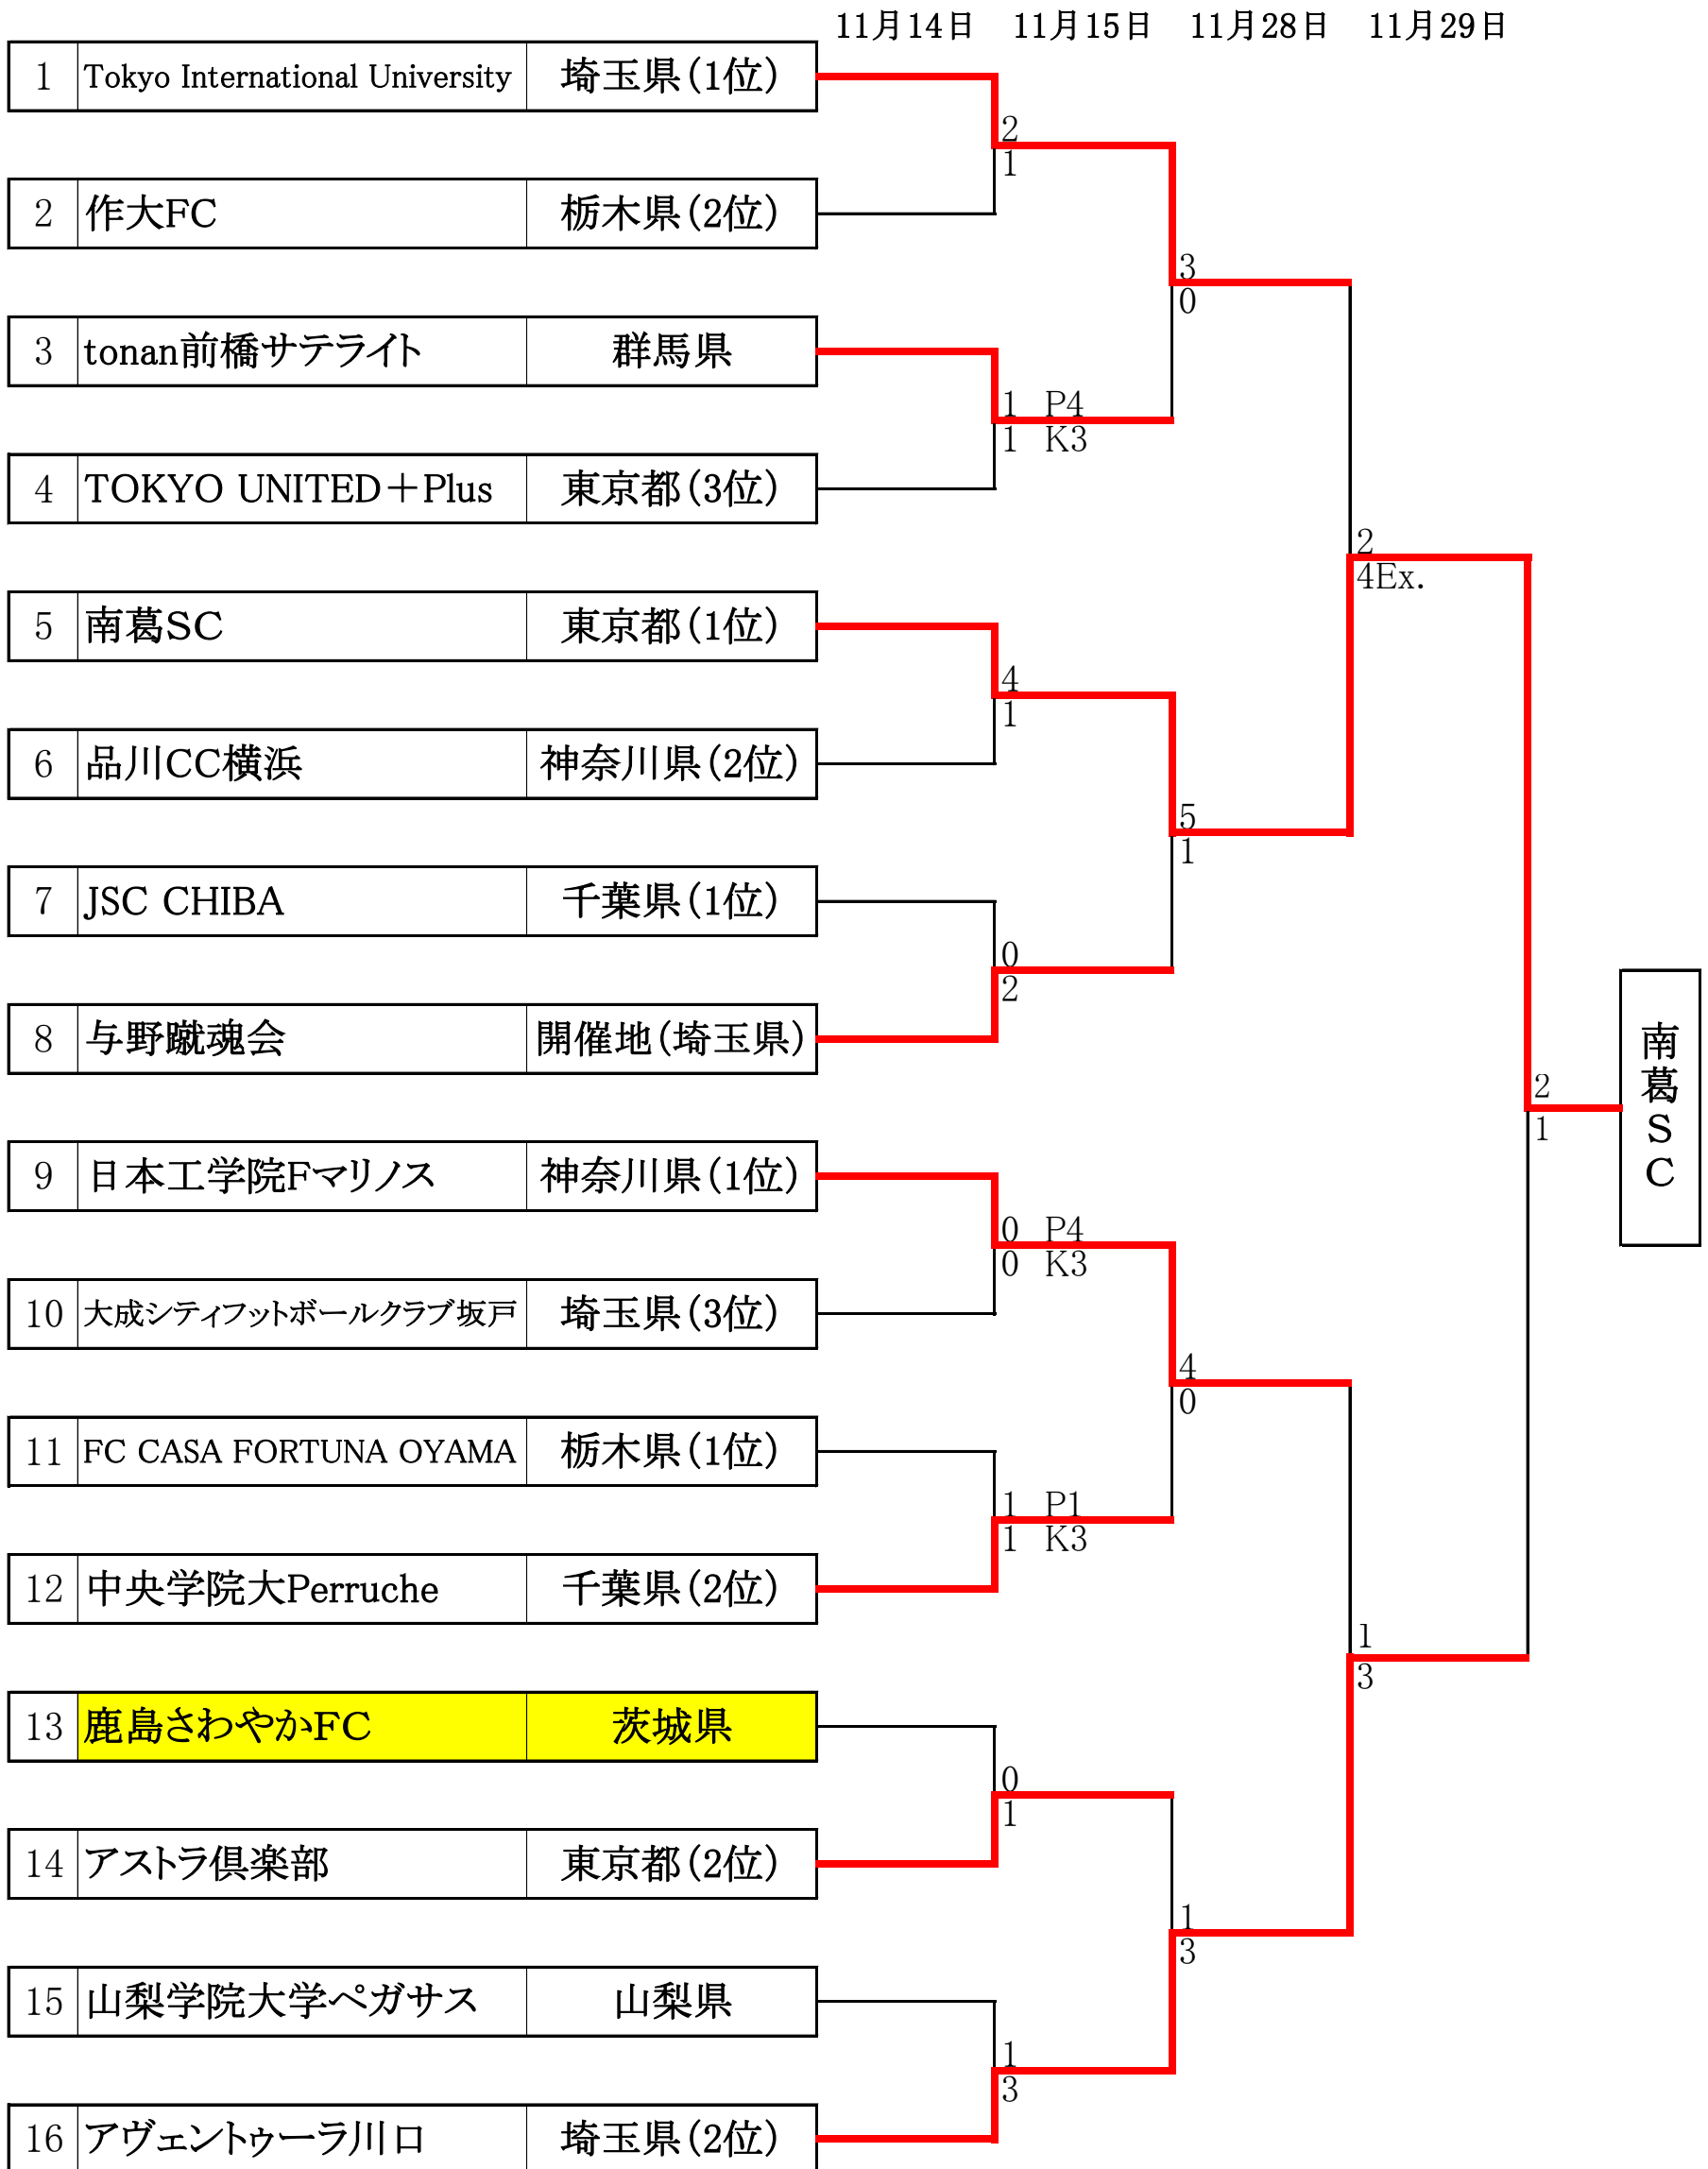 11月14日 11月15日 11月28日 11月29日
1 Tokyo International University 埼玉県(1位)
2
1
2 作大FC 栃木県(2位)
3
0
3 tonan前橋サテライト 群馬県
1 P4
1 K3
4 TOKYO UNITED＋Plus 東京都(3位)
2
4Ex.
5 南葛SC 東京都(1位)
4
1
6 品川CC横浜 神奈川県(2位)
5
1
7 JSC CHIBA 千葉県(1位)
0
2
8 与野蹴魂会 開催地(埼玉県)
南葛SC
2
1
9 日本工学院Fマリノス 神奈川県(1位)
0 P4
0 K3
10 大成シティフットボールクラブ坂戸 埼玉県(3位)
4
0
11 FC CASA FORTUNA OYAMA 栃木県(1位)
1 P1
1 K3
12 中央学院大Perruche 千葉県(2位)
1
3
13 鹿島さわやかFC 茨城県
0
1
14 アストラ倶楽部 東京都(2位)
1
3
15 山梨学院大学ペガサス 山梨県
1
3
16 アヴェントゥーラ川口 埼玉県(2位)